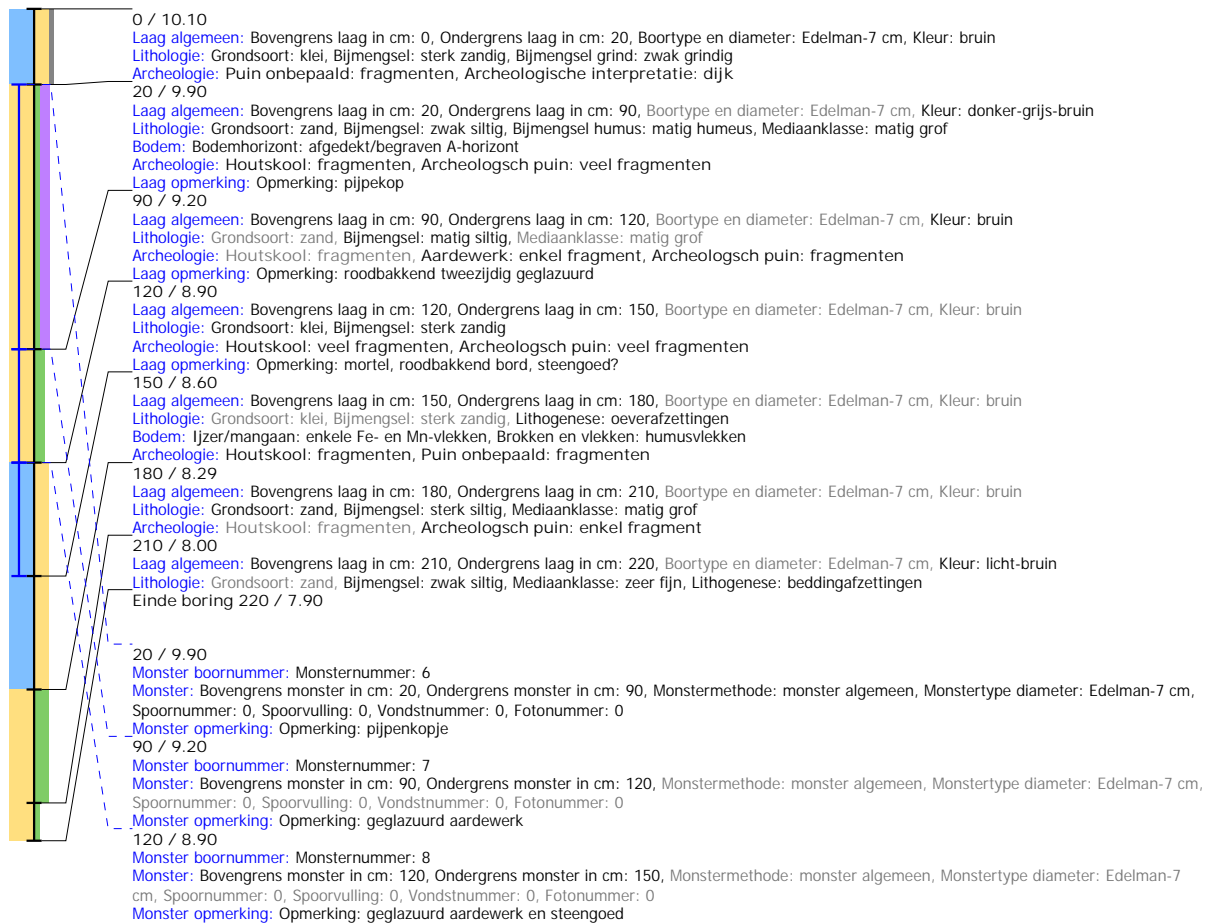 0 / 10.10
Laag algemeen: Bovengrens laag in cm: 0, Ondergrens laag in cm: 20, Boortype en diameter: Edelman-7 cm, Kleur: bruin
Lithologie: Grondsoort: klei, Bijmengsel: sterk zandig, Bijmengsel grind: zwak grindig
Archeologie: Puin onbepaald: fragmenten, Archeologische interpretatie: dijk
20 / 9.90
Laag algemeen: Bovengrens laag in cm: 20, Ondergrens laag in cm: 90, Boortype en diameter: Edelman-7 cm, Kleur: donker-grijs-bruin
Lithologie: Grondsoort: zand, Bijmengsel: zwak siltig, Bijmengsel humus: matig humeus, Mediaanklasse: matig grof
Bodem: Bodemhorizont: afgedekt/begraven A-horizont
Archeologie: Houtskool: fragmenten, Archeologsch puin: veel fragmenten
Laag opmerking: Opmerking: pijpekop
90 / 9.20
Laag algemeen: Bovengrens laag in cm: 90, Ondergrens laag in cm: 120, Boortype en diameter: Edelman-7 cm, Kleur: bruin
Lithologie: Grondsoort: zand, Bijmengsel: matig siltig, Mediaanklasse: matig grof
Archeologie: Houtskool: fragmenten, Aardewerk: enkel fragment, Archeologsch puin: fragmenten
Laag opmerking: Opmerking: roodbakkend tweezijdig geglazuurd
120 / 8.90
Laag algemeen: Bovengrens laag in cm: 120, Ondergrens laag in cm: 150, Boortype en diameter: Edelman-7 cm, Kleur: bruin
Lithologie: Grondsoort: klei, Bijmengsel: sterk zandig
Archeologie: Houtskool: veel fragmenten, Archeologsch puin: veel fragmenten
Laag opmerking: Opmerking: mortel, roodbakkend bord, steengoed?
150 / 8.60
Laag algemeen: Bovengrens laag in cm: 150, Ondergrens laag in cm: 180, Boortype en diameter: Edelman-7 cm, Kleur: bruin
Lithologie: Grondsoort: klei, Bijmengsel: sterk zandig, Lithogenese: oeverafzettingen
Bodem: Ijzer/mangaan: enkele Fe- en Mn-vlekken, Brokken en vlekken: humusvlekken
Archeologie: Houtskool: fragmenten, Puin onbepaald: fragmenten
180 / 8.29
Laag algemeen: Bovengrens laag in cm: 180, Ondergrens laag in cm: 210, Boortype en diameter: Edelman-7 cm, Kleur: bruin
Lithologie: Grondsoort: zand, Bijmengsel: sterk siltig, Mediaanklasse: matig grof
Archeologie: Houtskool: fragmenten, Archeologsch puin: enkel fragment
210 / 8.00
Laag algemeen: Bovengrens laag in cm: 210, Ondergrens laag in cm: 220, Boortype en diameter: Edelman-7 cm, Kleur: licht-bruin
Lithologie: Grondsoort: zand, Bijmengsel: zwak siltig, Mediaanklasse: zeer fijn, Lithogenese: beddingafzettingen
Einde boring 220 / 7.90
20 / 9.90
Monster boornummer: Monsternummer: 6
Monster: Bovengrens monster in cm: 20, Ondergrens monster in cm: 90, Monstermethode: monster algemeen, Monstertype diameter: Edelman-7 cm,
Spoornummer: 0, Spoorvulling: 0, Vondstnummer: 0, Fotonummer: 0
Monster opmerking: Opmerking: pijpenkopje
90 / 9.20
Monster boornummer: Monsternummer: 7
Monster: Bovengrens monster in cm: 90, Ondergrens monster in cm: 120, Monstermethode: monster algemeen, Monstertype diameter: Edelman-7 cm,
Spoornummer: 0, Spoorvulling: 0, Vondstnummer: 0, Fotonummer: 0
Monster opmerking: Opmerking: geglazuurd aardewerk
120 / 8.90
Monster boornummer: Monsternummer: 8
Monster: Bovengrens monster in cm: 120, Ondergrens monster in cm: 150, Monstermethode: monster algemeen, Monstertype diameter: Edelman-7
cm, Spoornummer: 0, Spoorvulling: 0, Vondstnummer: 0, Fotonummer: 0
Monster opmerking: Opmerking: geglazuurd aardewerk en steengoed